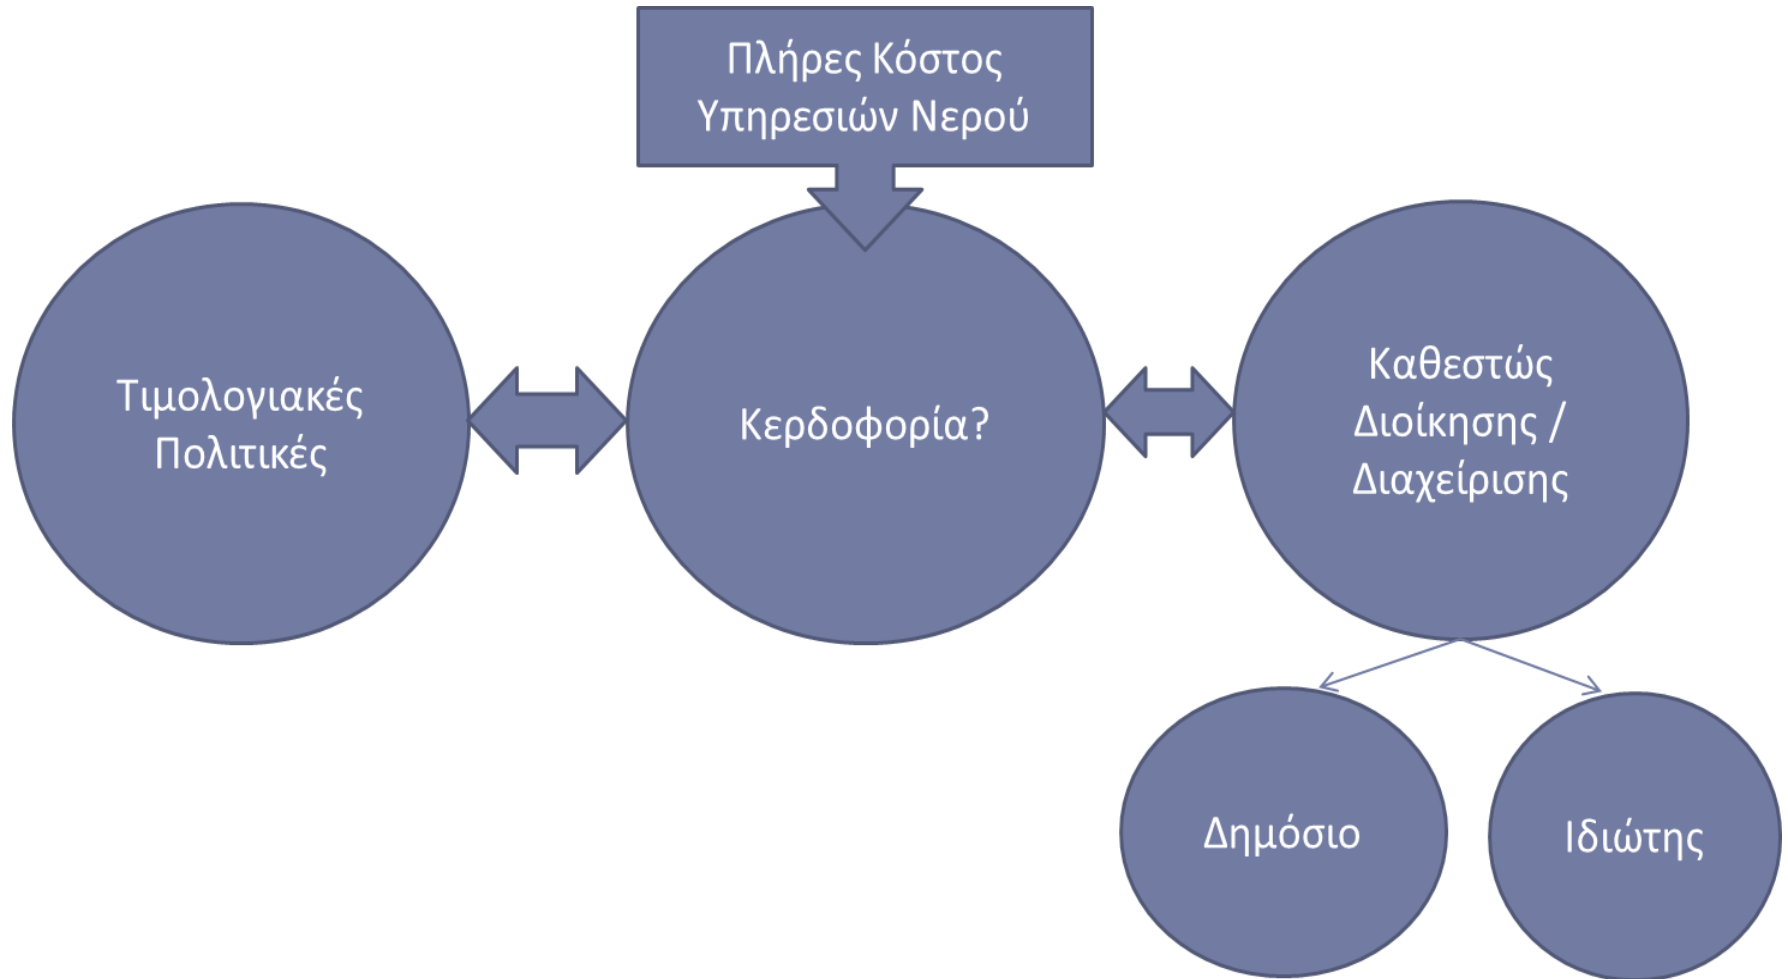 Πλήρες Κόστος
Υπηρεσιών Νερού
Τιμολογιακές
Πολιτικές
Κερδοφορία?
Καθεστώς
Διοίκησης /
Διαχείρισης
Δημόσιο
Ιδιώτης